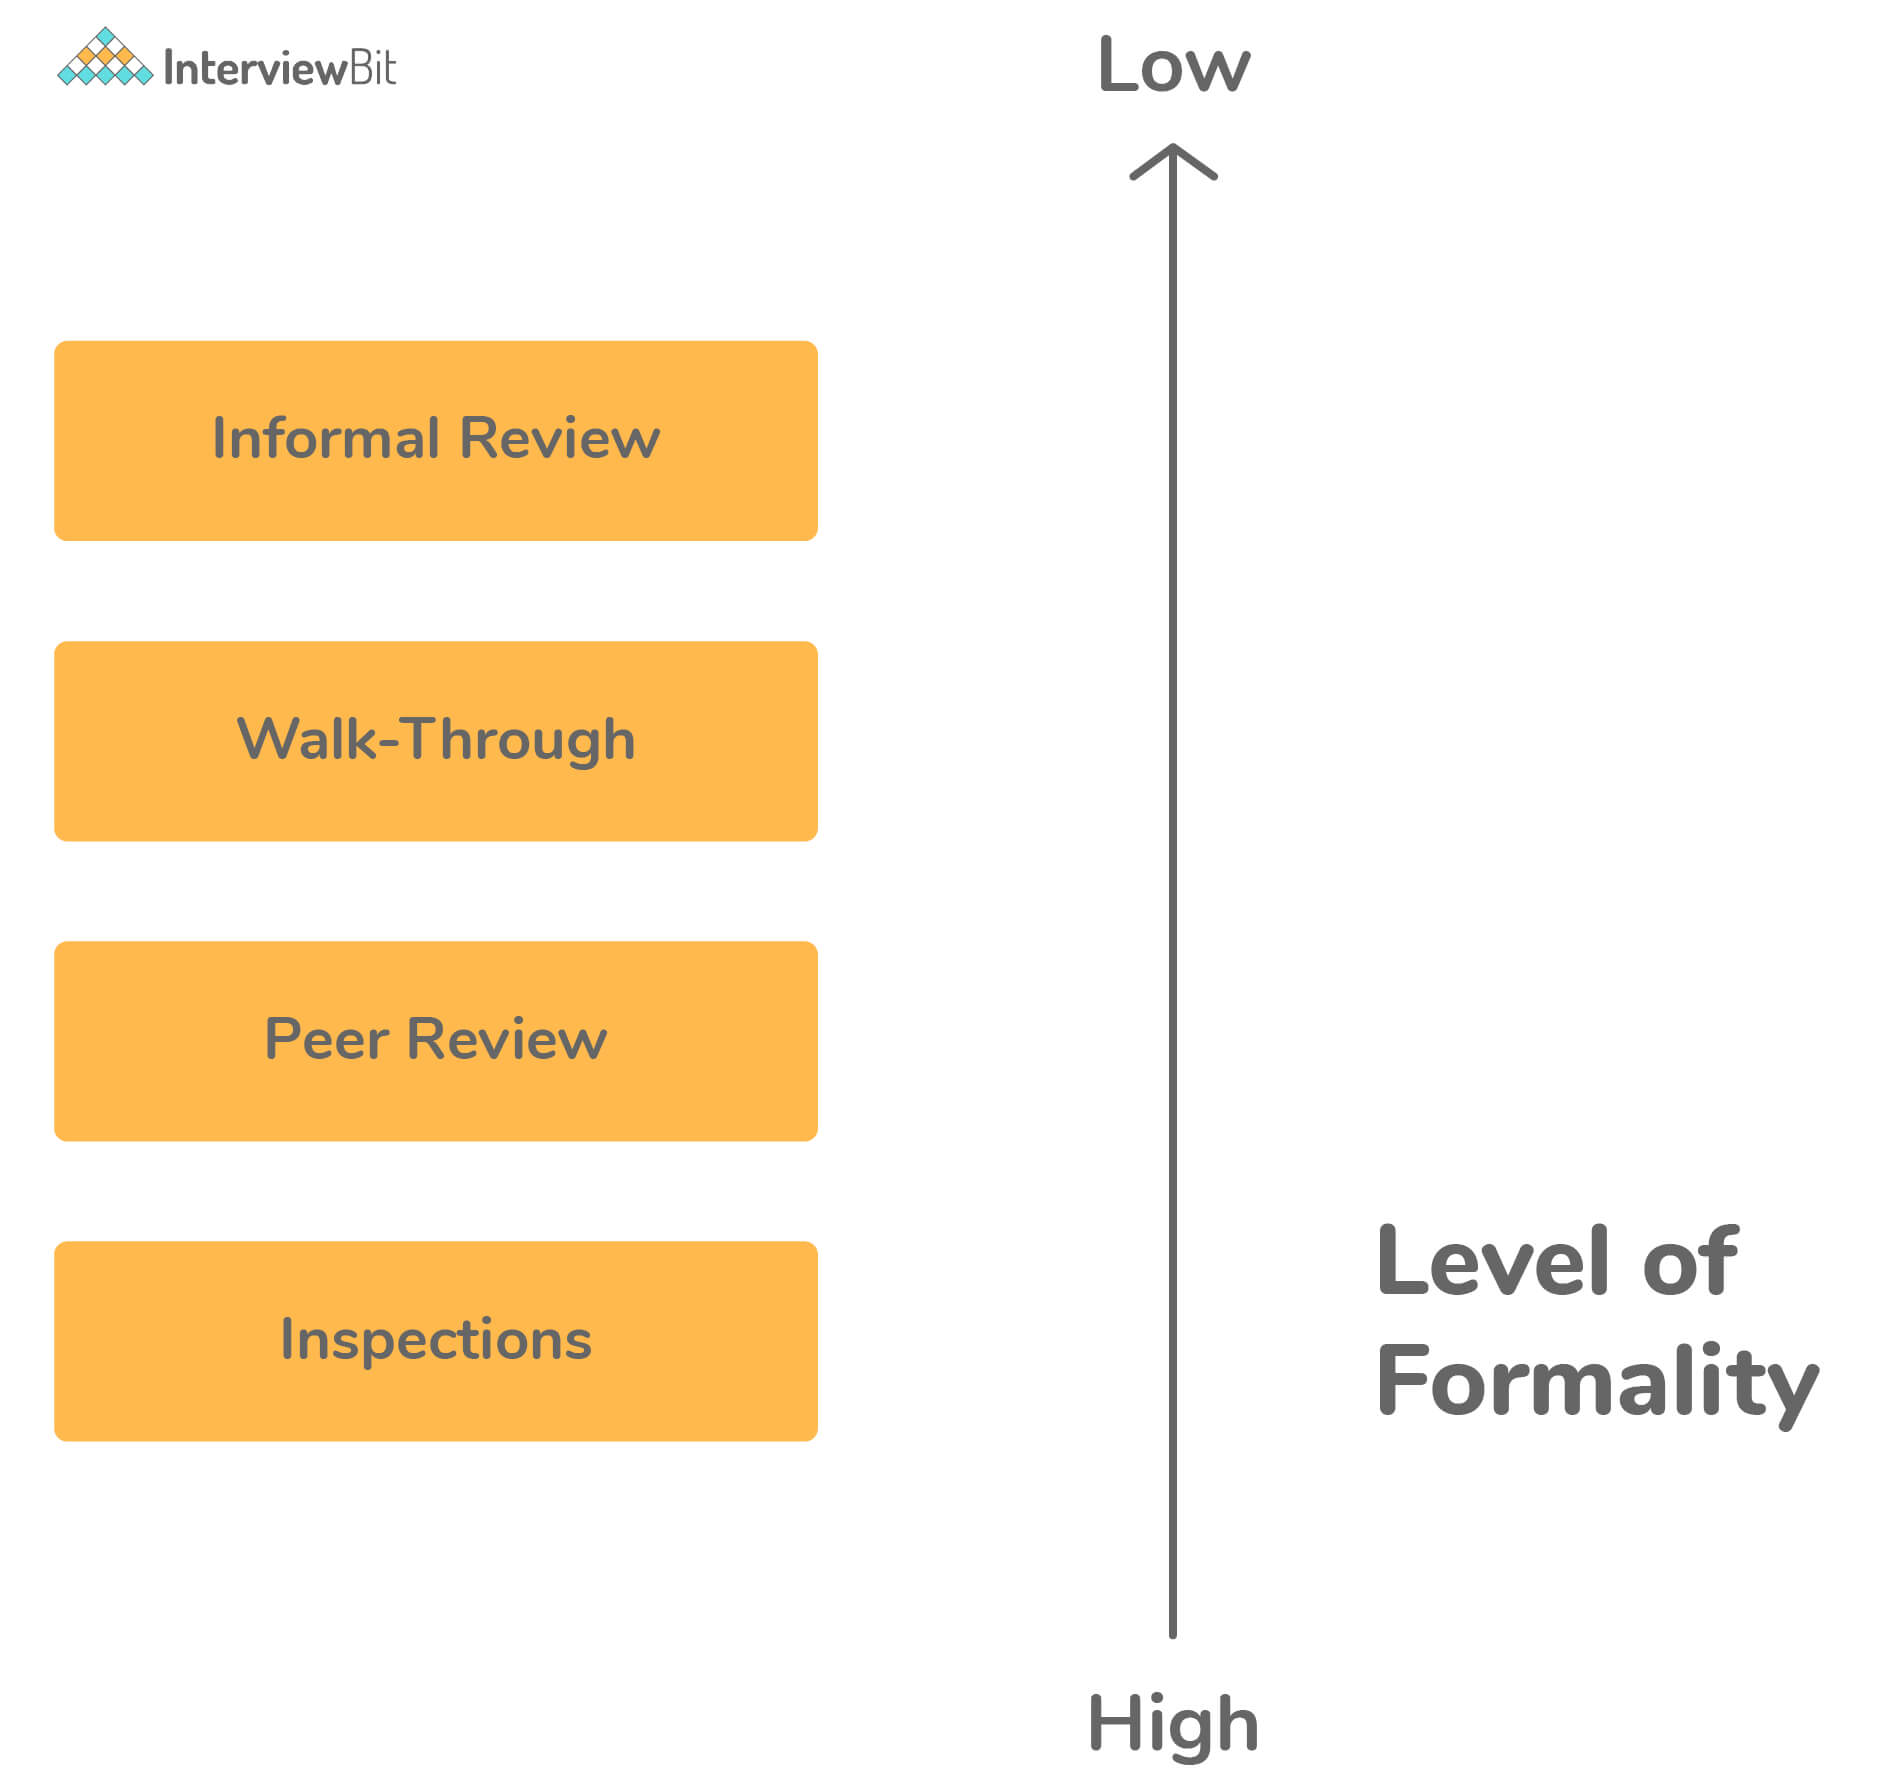 InterviewBit
Low
Informal Review
Walk-Through
Peer Review
Inspections
Level of
Formality
High